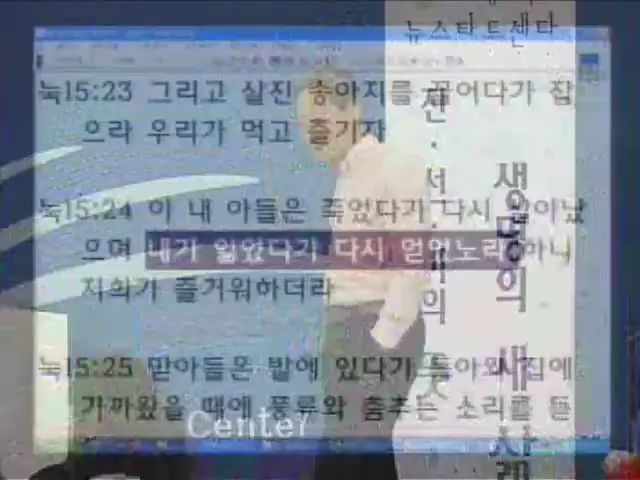 뉴스타트센타
눅15:23 그리고 살진 송아지를 끌어다가 잡
으라 우리가 먹고 즐기자
눅15:24 이 내 아들은 죽었다가 다시 살아났
으며 내가 잃었다가 다시 얻었노라 하니
저희가 즐거워하더라
눅15:25 맏아들은 밭에 있다가 돌아와 집에
가까왔을 때에 풍류와 춤추는 소리를 듣
Center
생명의 새